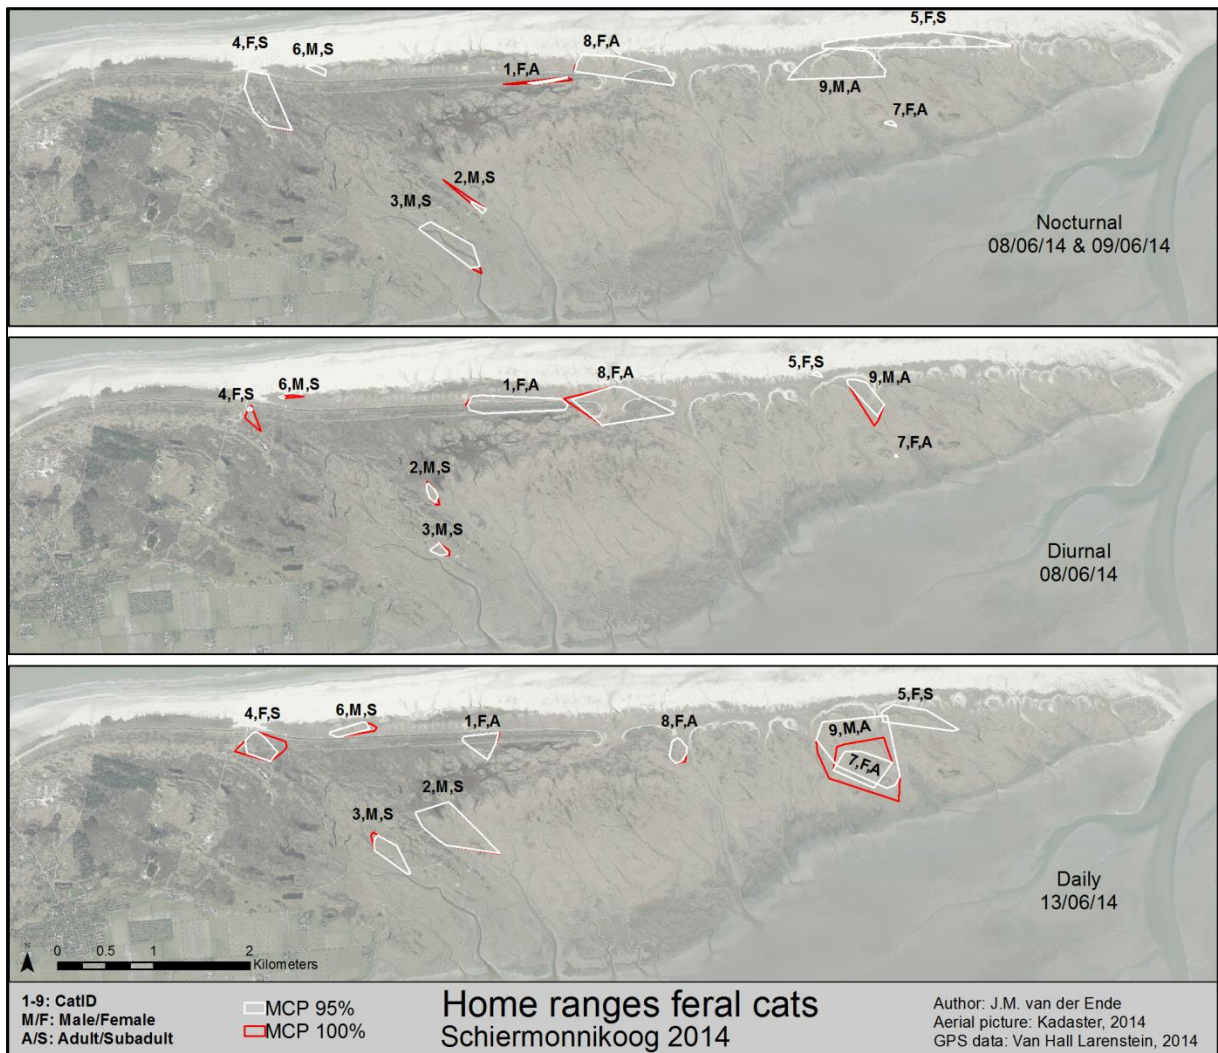 5,F,S
4,F,S
6,M,S
8,F,A
1,F,A
9,M,A
7,F,A
2,M,S
3,M,S
Nocturnal
08/06/14 & 09/06/14
5,F,S
8,F,A
9,M,A
6,M,S
1,F,A
4,F,S
7,F,A
2,M,S
3,M,S
Diurnal
08/06/14
5,F,S
6,M,S
4,F,S
1,F,A
8,F,A
9,M,A
7,F,A
2,M,S
3,M,S
Daily
13/06/14
N
0 0.5 1 2
Kilometers
1-9: CatID
M/F: Male/Female
A/S: Adult/Subadult
MCP 95%
MCP 100%
Home ranges feral cats
Schiermonnikoog 2014
Author: J.M. van der Ende
Aerial picture: Kadaster, 2014
GPS data: Van Hall Larenstein, 2014